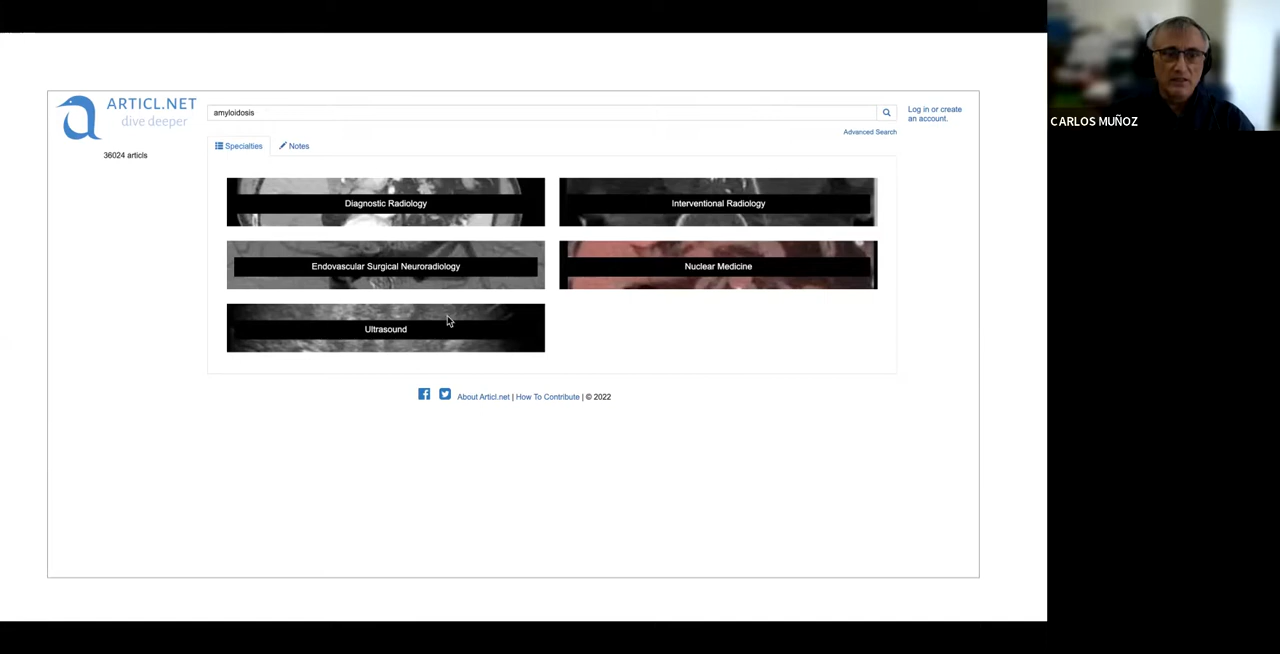 ARTICL.NET
dive deeper
36024 articls
amyloidosis
Log in or create
an account.
Advanced Search
Specialties
Notes
Diagnostic Radiology
Interventional Radiology
Endovascular Surgical Neuroradiology
Nuclear Medicine
Ultrasound
About Articl.net | How To Contribute | © 2022
CARLOS MUÑOZ